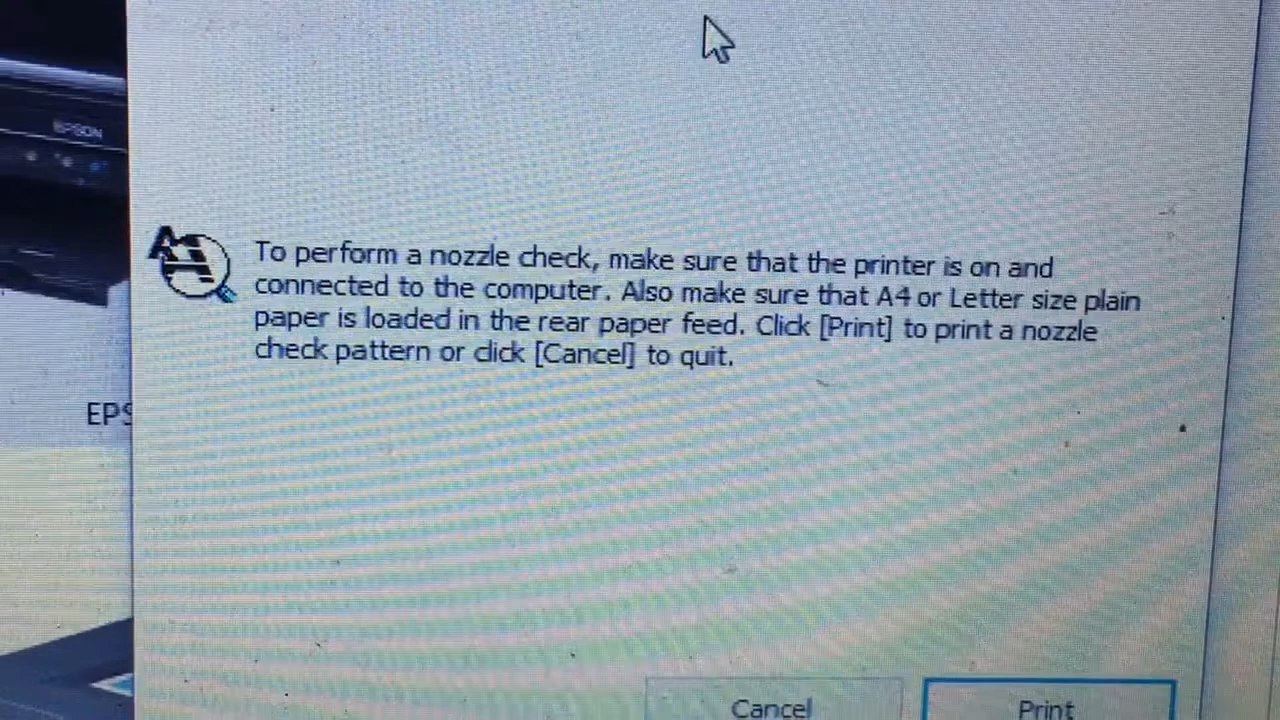 EPSON
To perform a nozzle check, make sure that the printer is on and
connected to the computer. Also make sure that A4 or Letter size plain
paper is loaded in the rear paper feed. Click [Print] to print a nozzle
check pattern or click [Cancel] to quit.
EPS
Cancel
Print